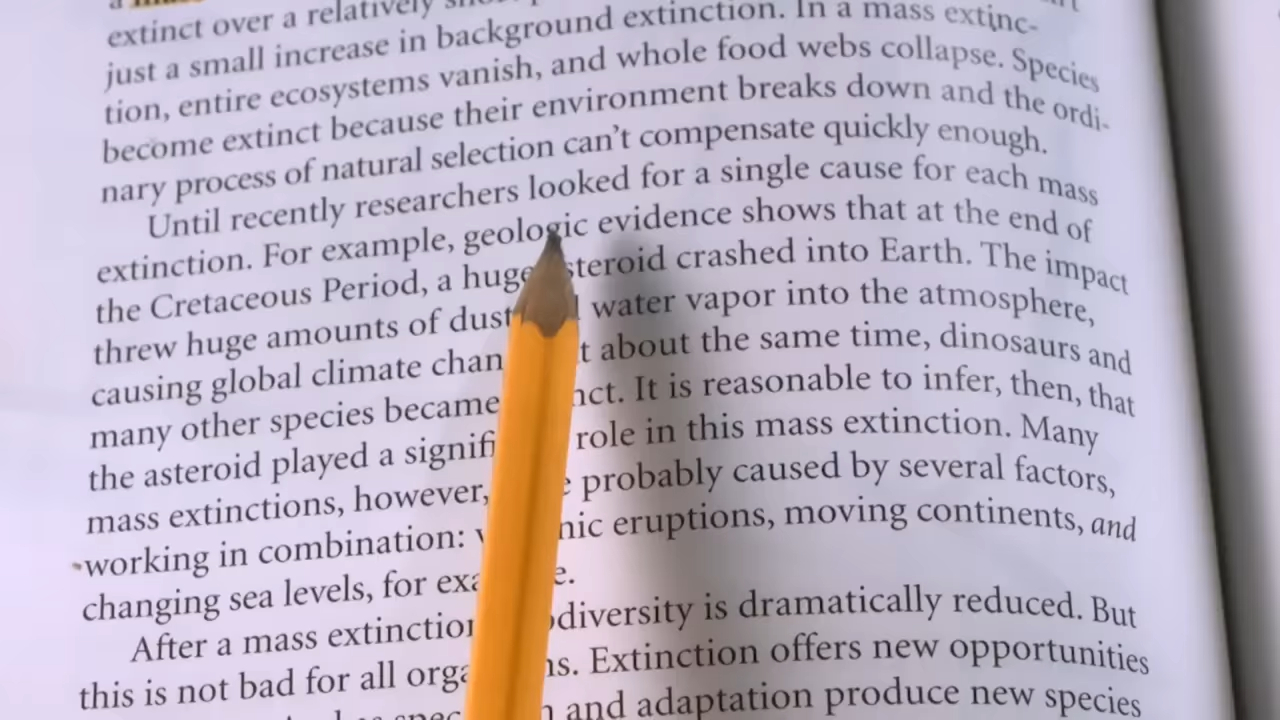 extinct over a relatively
just a small increase in background extinction. In a mass extinc-
tion, entire ecosystems vanish, and whole food webs collapse. Species
become extinct because their environment breaks down and the ordi-
nary process of natural selection can't compensate quickly enough.
Until recently researchers looked for a single cause for each mass
extinction. For example, geologic evidence shows that at the end of
the Cretaceous Period, a huge steroid crashed into Earth. The impact
threw huge amounts of dust water vapor into the atmosphere,
causing global climate chan t about the same time, dinosaurs and
many other species became nct. It is reasonable to infer, then, that
the asteroid played a signifi role in this mass extinction. Many
mass extinctions, however, e probably caused by several factors,
working in combination: v nic eruptions, moving continents, and
changing sea levels, for exa e.
After a mass extinction odiversity is dramatically reduced. But
this is not bad for all orga ns. Extinction offers new opportunities
n and adaptation produce new species